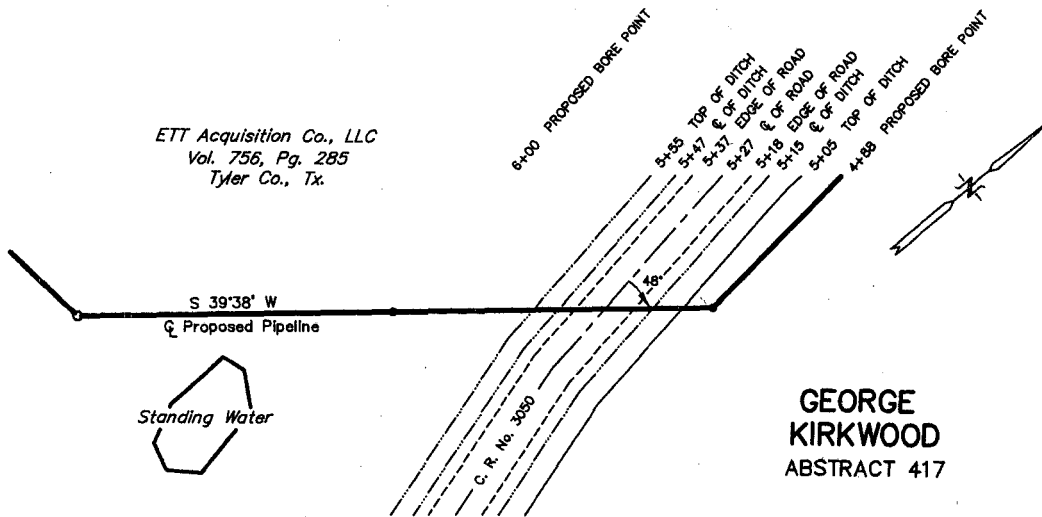 ETT Acquisition Co., LLC
Vol. 756, Pg. 285
Tyler Co., Tx.
6+00 PROPOSED BORE POINT
5+55 TOP OF DITCH
5+47 ℄ OF DITCH
5+37 EDGE OF ROAD
5+27 ℄ OF ROAD
5+18 EDGE OF ROAD
5+15 ℄ OF DITCH
5+05 TOP OF DITCH
4+88 PROPOSED BORE POINT
N
48°
S 39°38' W
℄ Proposed Pipeline
Standing Water
C. R. No. 3050
GEORGE
KIRKWOOD
ABSTRACT 417